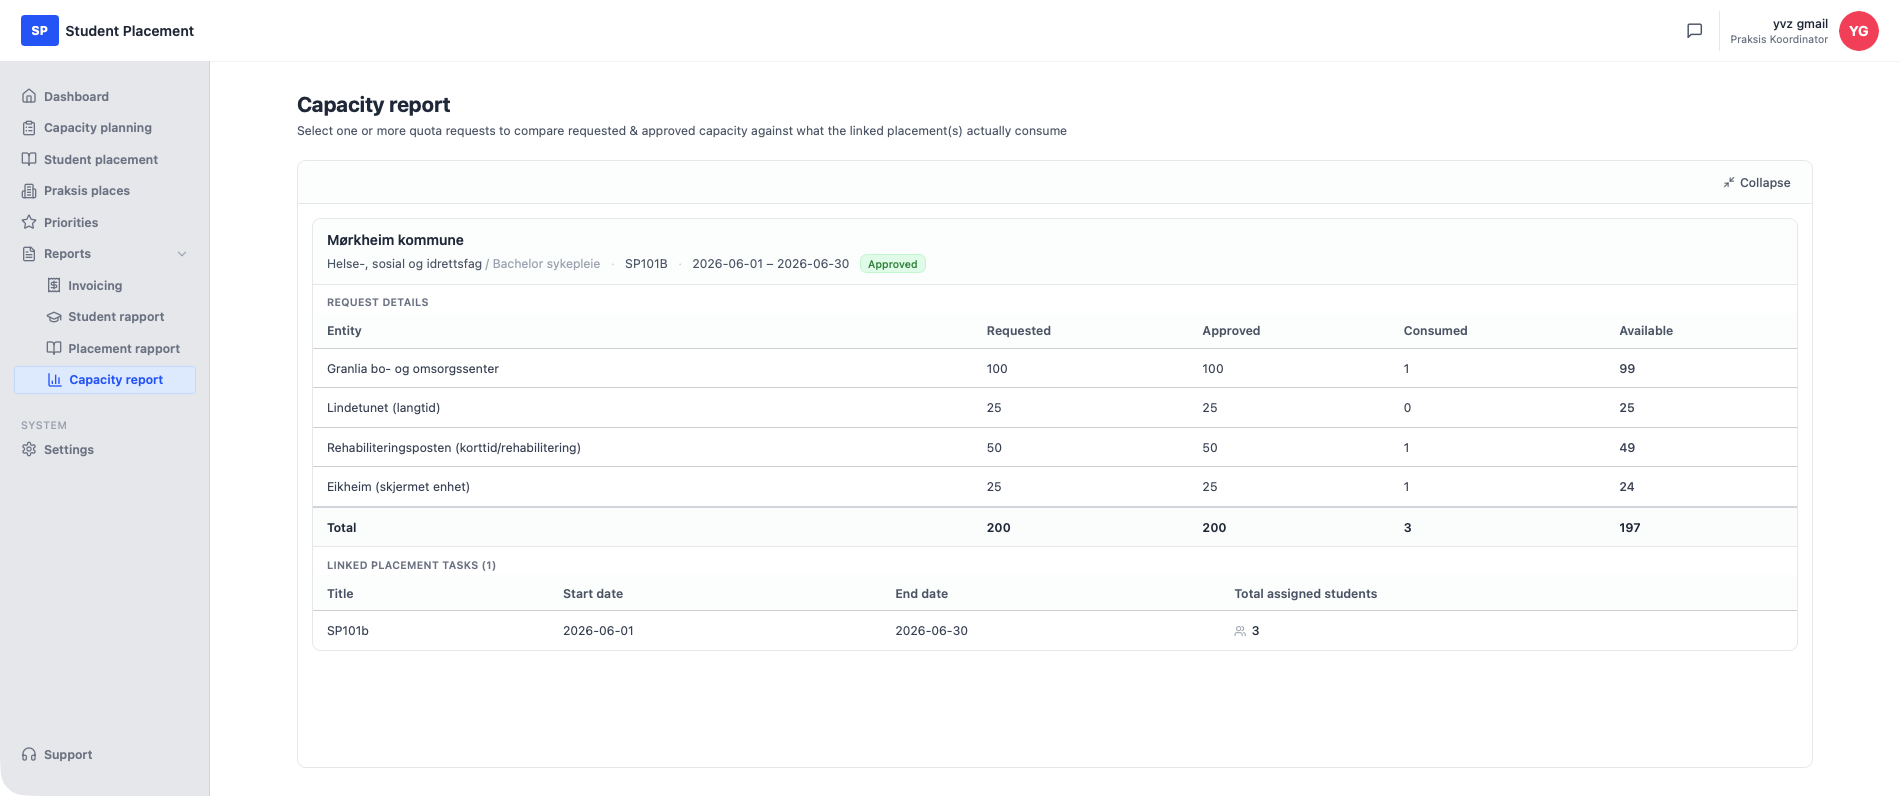 SP Student Placement
yvz gmail
Praksis Koordinator
YG
Dashboard
Capacity planning
Student placement
Praksis places
Priorities
Reports
Invoicing
Student rapport
Placement rapport
Capacity report
SYSTEM
Settings
Support
Capacity report
Select one or more quota requests to compare requested & approved capacity against what the linked placement(s) actually consume
Collapse
Mørkheim kommune
Helse-, sosial og idrettsfag / Bachelor sykepleie · SP101B · 2026-06-01 – 2026-06-30 Approved
REQUEST DETAILS
Entity Requested Approved Consumed Available
Granlia bo- og omsorgssenter 100 100 1 99
Lindetunet (langtid) 25 25 0 25
Rehabiliteringsposten (korttid/rehabilitering) 50 50 1 49
Eikheim (skjermet enhet) 25 25 1 24
Total 200 200 3 197
LINKED PLACEMENT TASKS (1)
Title Start date End date Total assigned students
SP101b 2026-06-01 2026-06-30 3